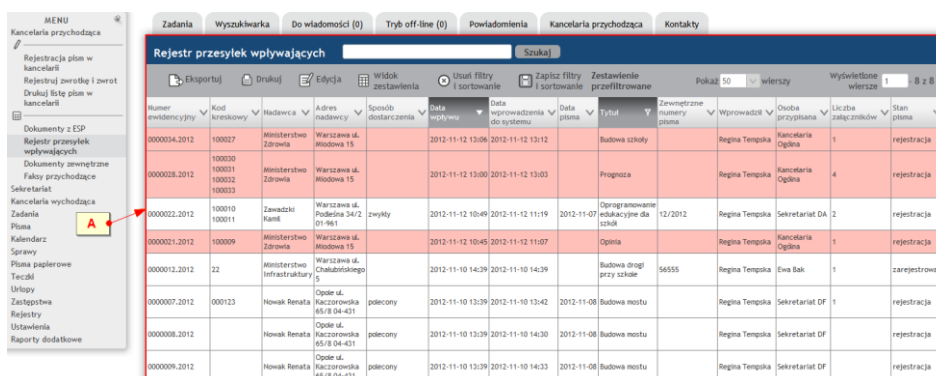 MENU
Kancelaria przychodząca
Rejestracja pism w
kancelarii
Rejestruj zwrotkę i zwrot
Drukuj listę pism w
kancelarii
Dokumenty z ESP
Rejestr przesyłek
wpływających
Dokumenty zewnętrzne
Faksy przychodzące
Sekretariat
Kancelaria wychodząca
Zadania
Pisma
Kalendarz
Sprawy
Pisma papierowe
Teczki
Urlopy
Zastępstwa
Rejestry
Ustawienia
Raporty dodatkowe
A
Zadania Wyszukiwarka Do wiadomości (0) Tryb off-line (0) Powiadomienia Kancelaria przychodząca Kontakty
Rejestr przesyłek wpływających Szukaj
Eksportuj Drukuj Edycja Widok zestawienia Usuń filtry i sortowanie Zapisz filtry i sortowanie Zestawienie przefiltrowane Pokaż 50 wierszy Wyświetlone wiersze 1 - 8 z 8
Numer ewidencyjny Kod kreskowy Nadawca Adres nadawcy Sposób dostarczenia Data wpływu Data wprowadzenia do systemu Data pisma Tytuł Zewnętrzne numery pisma Wprowadził Osoba przypisana Liczba załączników Stan pisma
0000034.2012 100027 Ministerstwo Zdrowia Warszawa ul. Miodowa 15 2012-11-12 13:06 2012-11-12 13:12 Budowa szkoły Regina Tempska Kancelaria Ogólna 1 rejestracja
0000028.2012 100030 100031 100032 100033 Ministerstwo Zdrowia Warszawa ul. Miodowa 15 2012-11-12 13:00 2012-11-12 13:03 Prognoza Regina Tempska Kancelaria Ogólna 4 rejestracja
0000022.2012 100010 100011 Zawadzki Kamil Warszawa ul. Podleśna 34/2 01-961 zwykły 2012-11-12 10:49 2012-11-12 11:19 2012-11-07 Oprogramowanie edukacyjne dla szkół 12/2012 Regina Tempska Sekretariat DA 2 rejestracja
0000021.2012 100009 Ministerstwo Zdrowia Warszawa ul. Miodowa 15 2012-11-12 10:45 2012-11-12 11:07 Opinia Regina Tempska Kancelaria Ogólna 1 rejestracja
0000012.2012 22 Ministerstwo Infrastruktury Warszawa ul. Chałubińskiego 5 2012-11-10 14:39 2012-11-10 14:39 Budowa drogi przy szkole 56555 Regina Tempska Ewa Bąk 1 zarejestrowa
0000007.2012 000123 Nowak Renata Opole ul. Kaczorowska 65/8 04-431 polecony 2012-11-10 13:39 2012-11-10 13:42 2012-11-08 Budowa mostu Regina Tempska Sekretariat DF 1 rejestracja
0000008.2012 Nowak Renata Opole ul. Kaczorowska 65/8 04-431 polecony 2012-11-10 13:39 2012-11-10 14:30 2012-11-08 Budowa mostu Regina Tempska Sekretariat DF rejestracja
0000009.2012 Nowak Renata Opole ul. Kaczorowska 65/8 04-431 polecony 2012-11-10 13:39 2012-11-10 14:33 2012-11-08 Budowa mostu Regina Tempska Sekretariat DF rejestracja